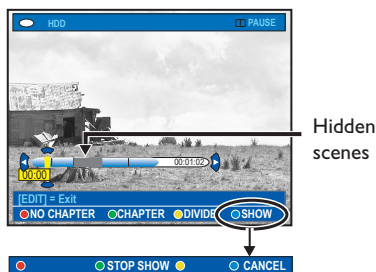 HDD PAUSE
Hidden
scenes
00:01:02
00:00
[EDIT] = Exit
NO CHAPTER CHAPTER DIVIDE SHOW
STOP SHOW CANCEL